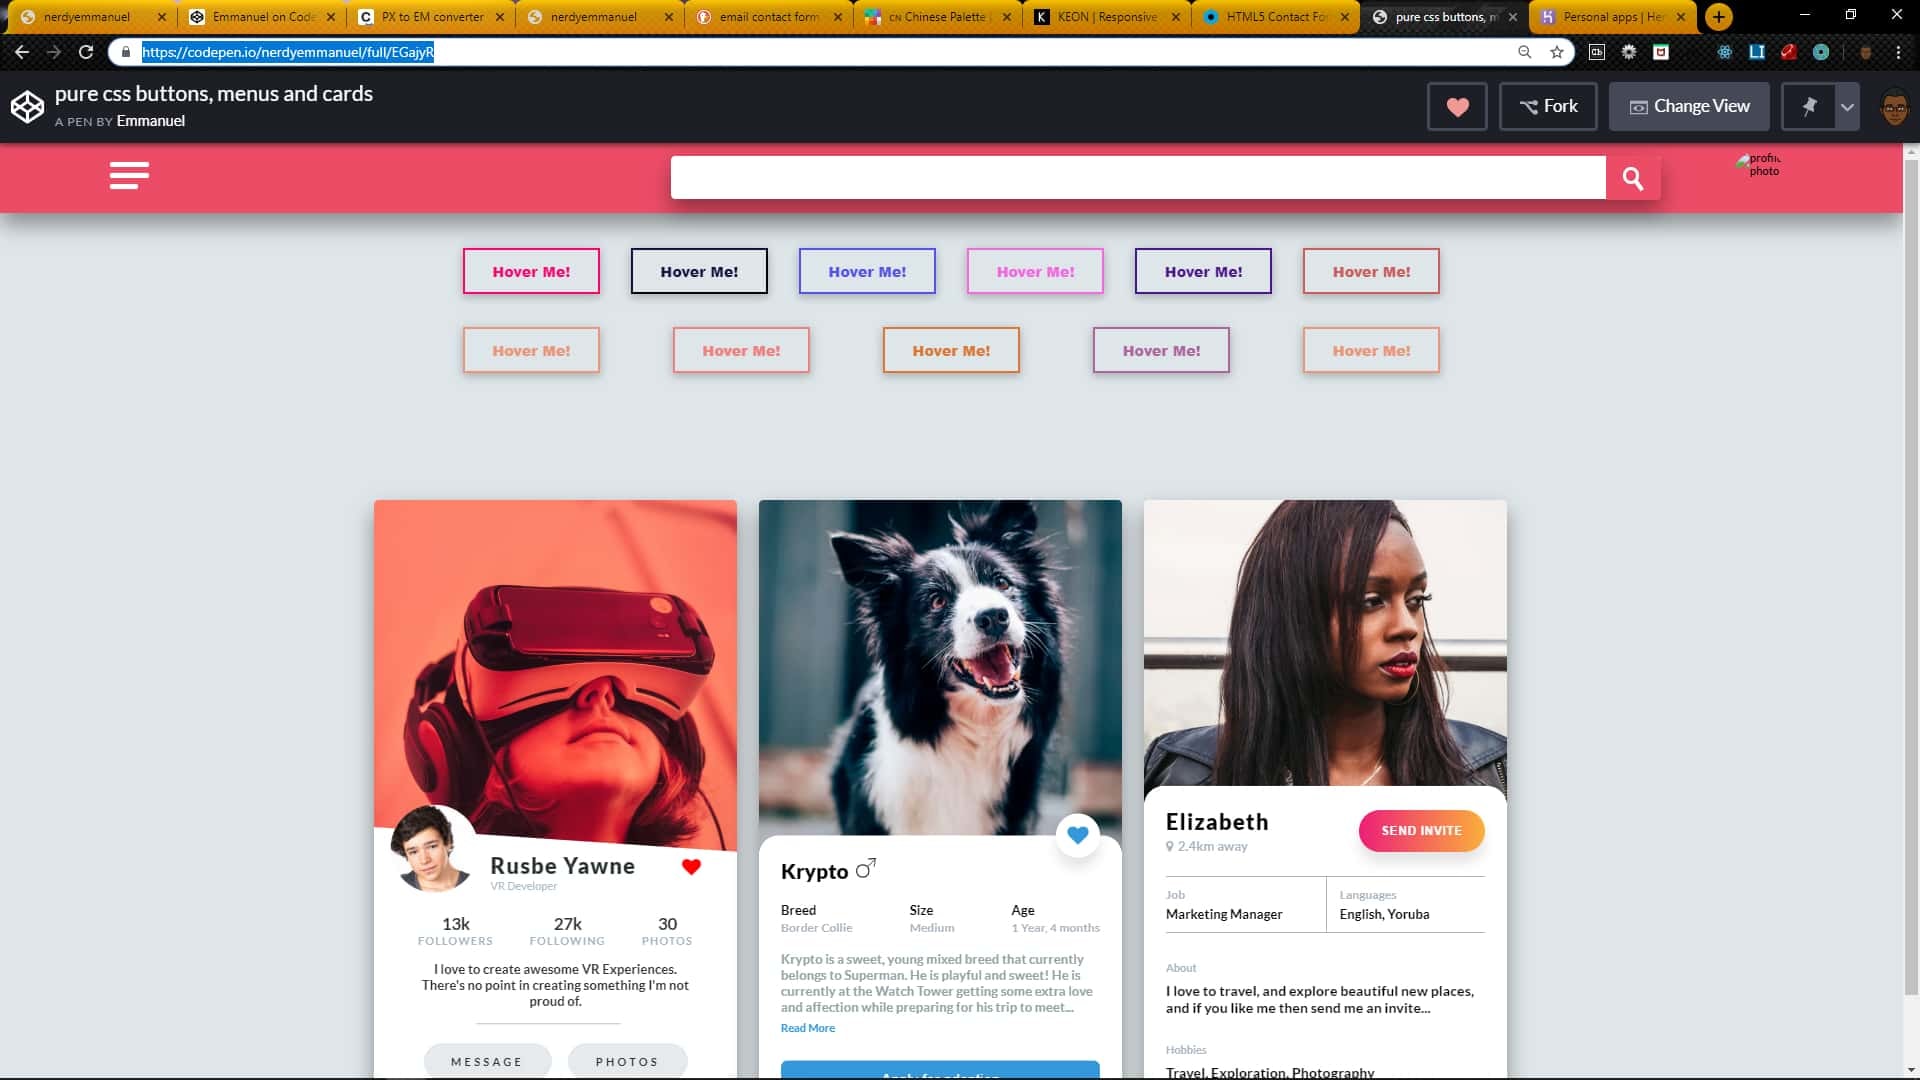 nerdyemmanuel
Emmanuel on Code
PX to EM converter
nerdyemmanuel
email contact form
CN Chinese Palette
KEON | Responsive
HTML5 Contact Fo
pure css buttons, m
Personal apps | He
https://codepen.io/nerdyemmanuel/full/EGajyR
pure css buttons, menus and cards
A PEN BY Emmanuel
Fork
Change View
profile
photo
Hover Me! Hover Me! Hover Me! Hover Me! Hover Me! Hover Me!
Hover Me! Hover Me! Hover Me! Hover Me! Hover Me!
Rusbe Yawne
VR Developer
13k 27k 30
FOLLOWERS FOLLOWING PHOTOS
I love to create awesome VR Experiences.
There's no point in creating something I'm not
proud of.
MESSAGE PHOTOS
Krypto
Breed Size Age
Border Collie Medium 1 Year, 4 months
Krypto is a sweet, young mixed breed that currently
belongs to Superman. He is playful and sweet! He is
currently at the Watch Tower getting some extra love
and affection while preparing for his trip to meet...
Read More
Apply for adoption
Elizabeth
2.4km away
SEND INVITE
Job
Marketing Manager
Languages
English, Yoruba
About
I love to travel, and explore beautiful new places,
and if you like me then send me an invite...
Hobbies
Travel, Exploration, Photography